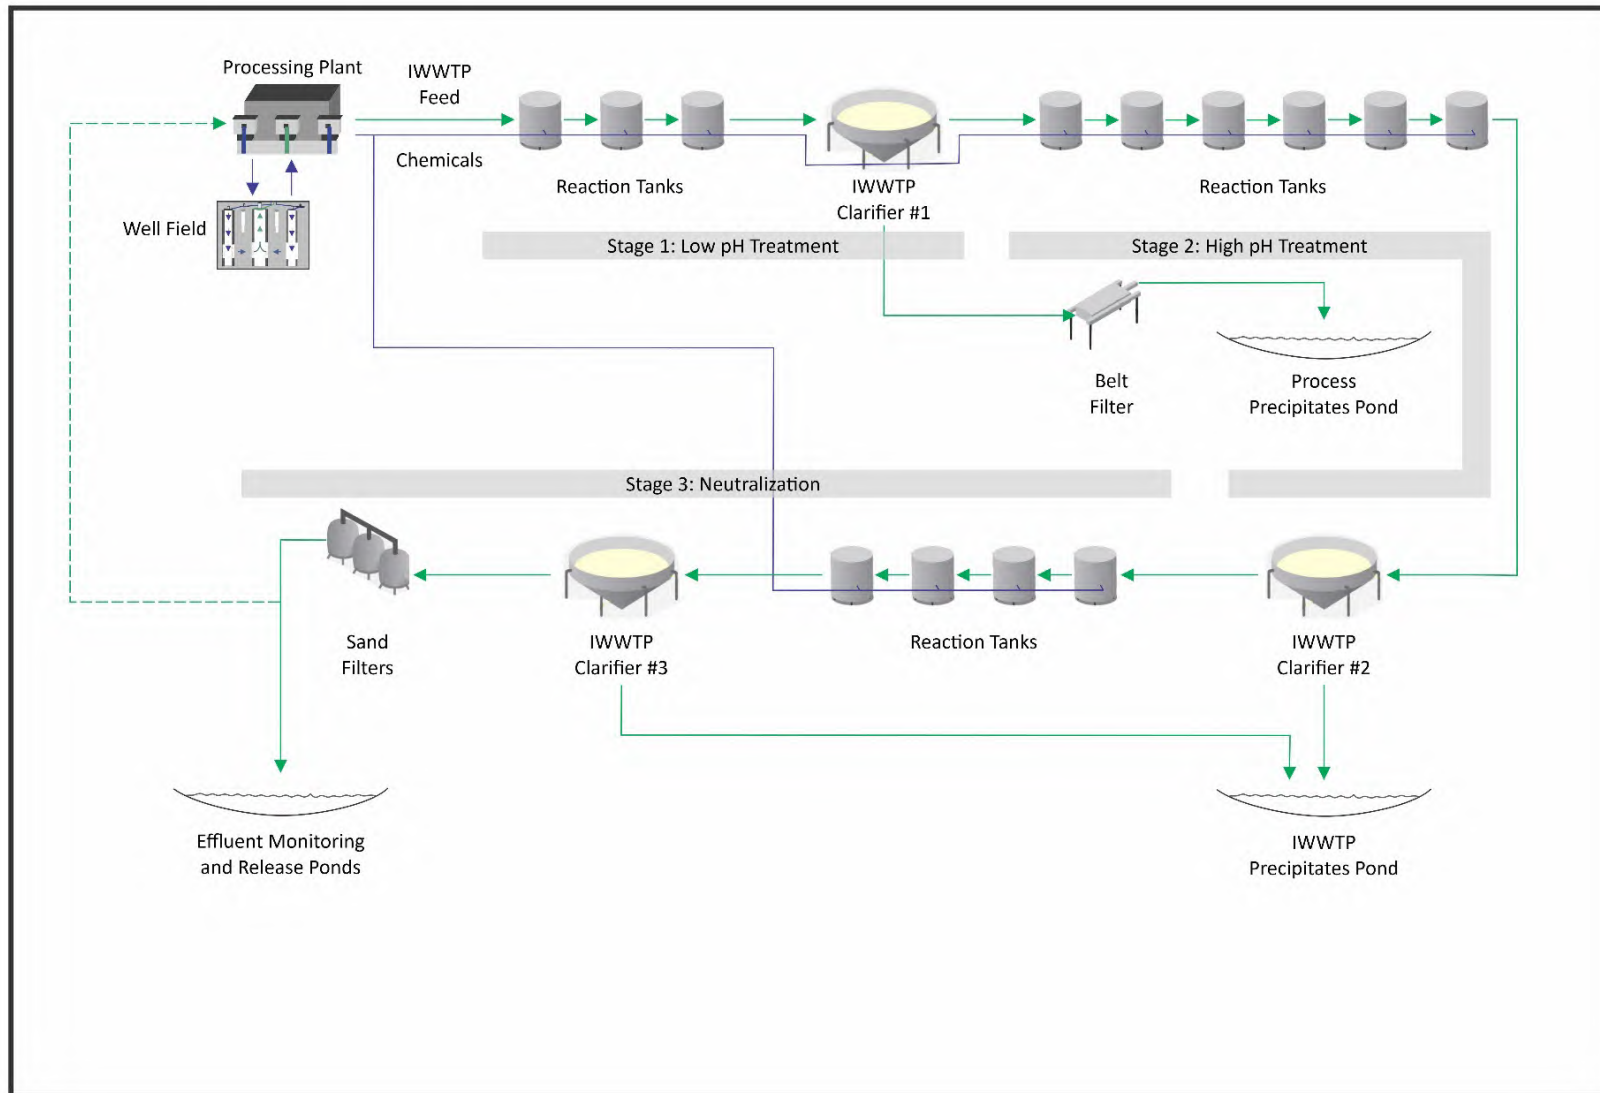 Processing Plant
IWWTP
Feed
Chemicals
Well Field
Reaction Tanks
IWWTP
Clarifier #1
Reaction Tanks
Stage 1: Low pH Treatment
Stage 2: High pH Treatment
Belt
Filter
Process
Precipitates Pond
Stage 3: Neutralization
Sand
Filters
IWWTP
Clarifier #3
Reaction Tanks
IWWTP
Clarifier #2
Effluent Monitoring
and Release Ponds
IWWTP
Precipitates Pond